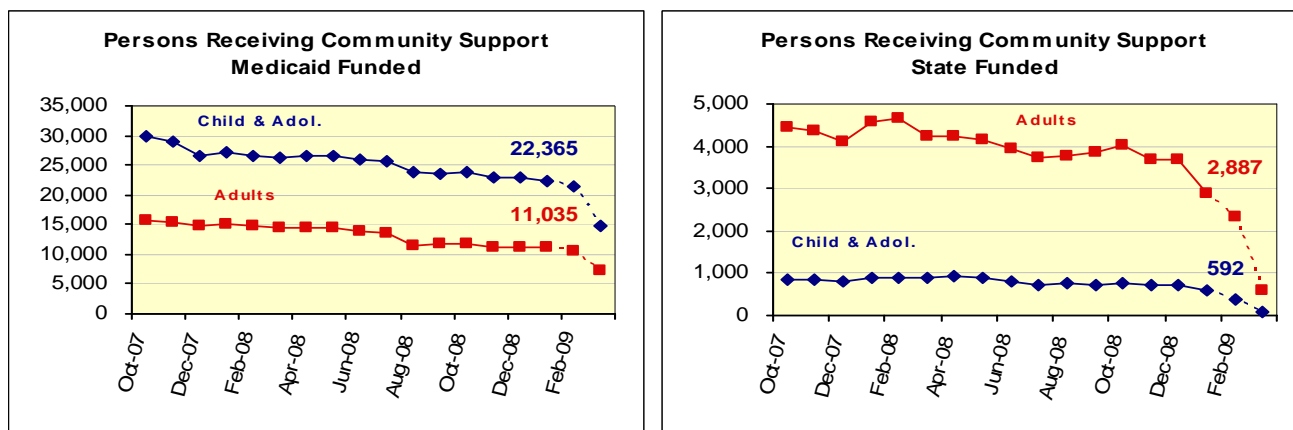 Persons Receiving Community Support
Medicaid Funded
35,000
30,000
25,000
20,000
15,000
10,000
5,000
0
Child & Adol.
22,365
Adults
11,035
Oct-07
Dec-07
Feb-08
Apr-08
Jun-08
Aug-08
Oct-08
Dec-08
Feb-09
Persons Receiving Community Support
State Funded
5,000
4,000
3,000
2,000
1,000
0
Adults
2,887
Child & Adol.
592
Oct-07
Dec-07
Feb-08
Apr-08
Jun-08
Aug-08
Oct-08
Dec-08
Feb-09